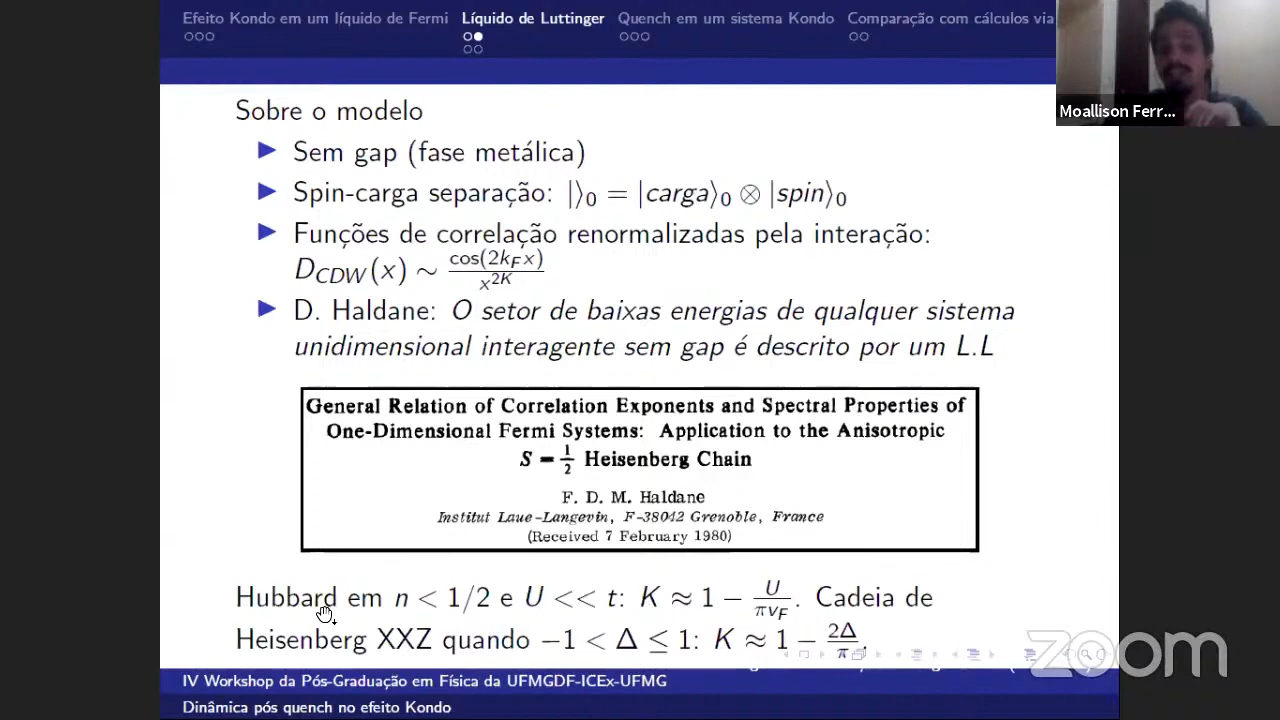 Efeito Kondo em um líquido de Fermi Líquido de Luttinger Quench em um sistema Kondo Comparação com cálculos via
Moallison Ferr...
Sobre o modelo
Sem gap (fase metálica)
Spin-carga separação: |⟩₀ = |carga⟩₀ ⊗ |spin⟩₀
Funções de correlação renormalizadas pela interação:
D_{CDW}(x) ∼ \frac{cos(2k_F x)}{x^{2K}}
D. Haldane: O setor de baixas energias de qualquer sistema
unidimensional interagente sem gap é descrito por um L.L
General Relation of Correlation Exponents and Spectral Properties of
One-Dimensional Fermi Systems: Application to the Anisotropic
S = \frac{1}{2} Heisenberg Chain
F. D. M. Haldane
Institut Laue-Langevin, F-38042 Grenoble, France
(Received 7 February 1980)
Hubbard em n < 1/2 e U << t: K ≈ 1 − \frac{U}{πv_F}. Cadeia de
Heisenberg XXZ quando −1 < Δ ≤ 1: K ≈ 1 − \frac{2Δ}{π}.
zoom
IV Workshop da Pós-Graduação em Física da UFMGDF-ICEx-UFMG
Dinâmica pós quench no efeito Kondo